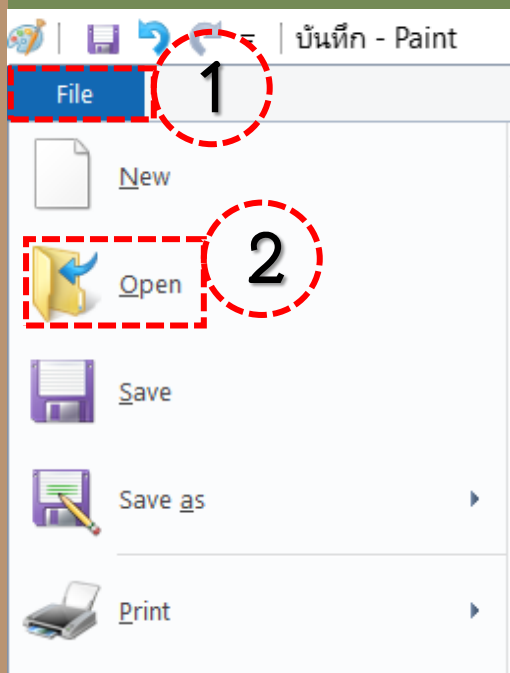 บันทึก - Paint
1
File
New
2
Open
Save
Save as
Print